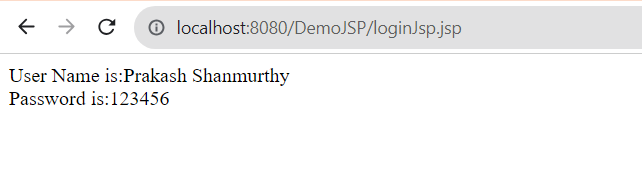 localhost:8080/DemoJSP/loginJsp.jsp
User Name is:Prakash Shanmurthy
Password is:123456